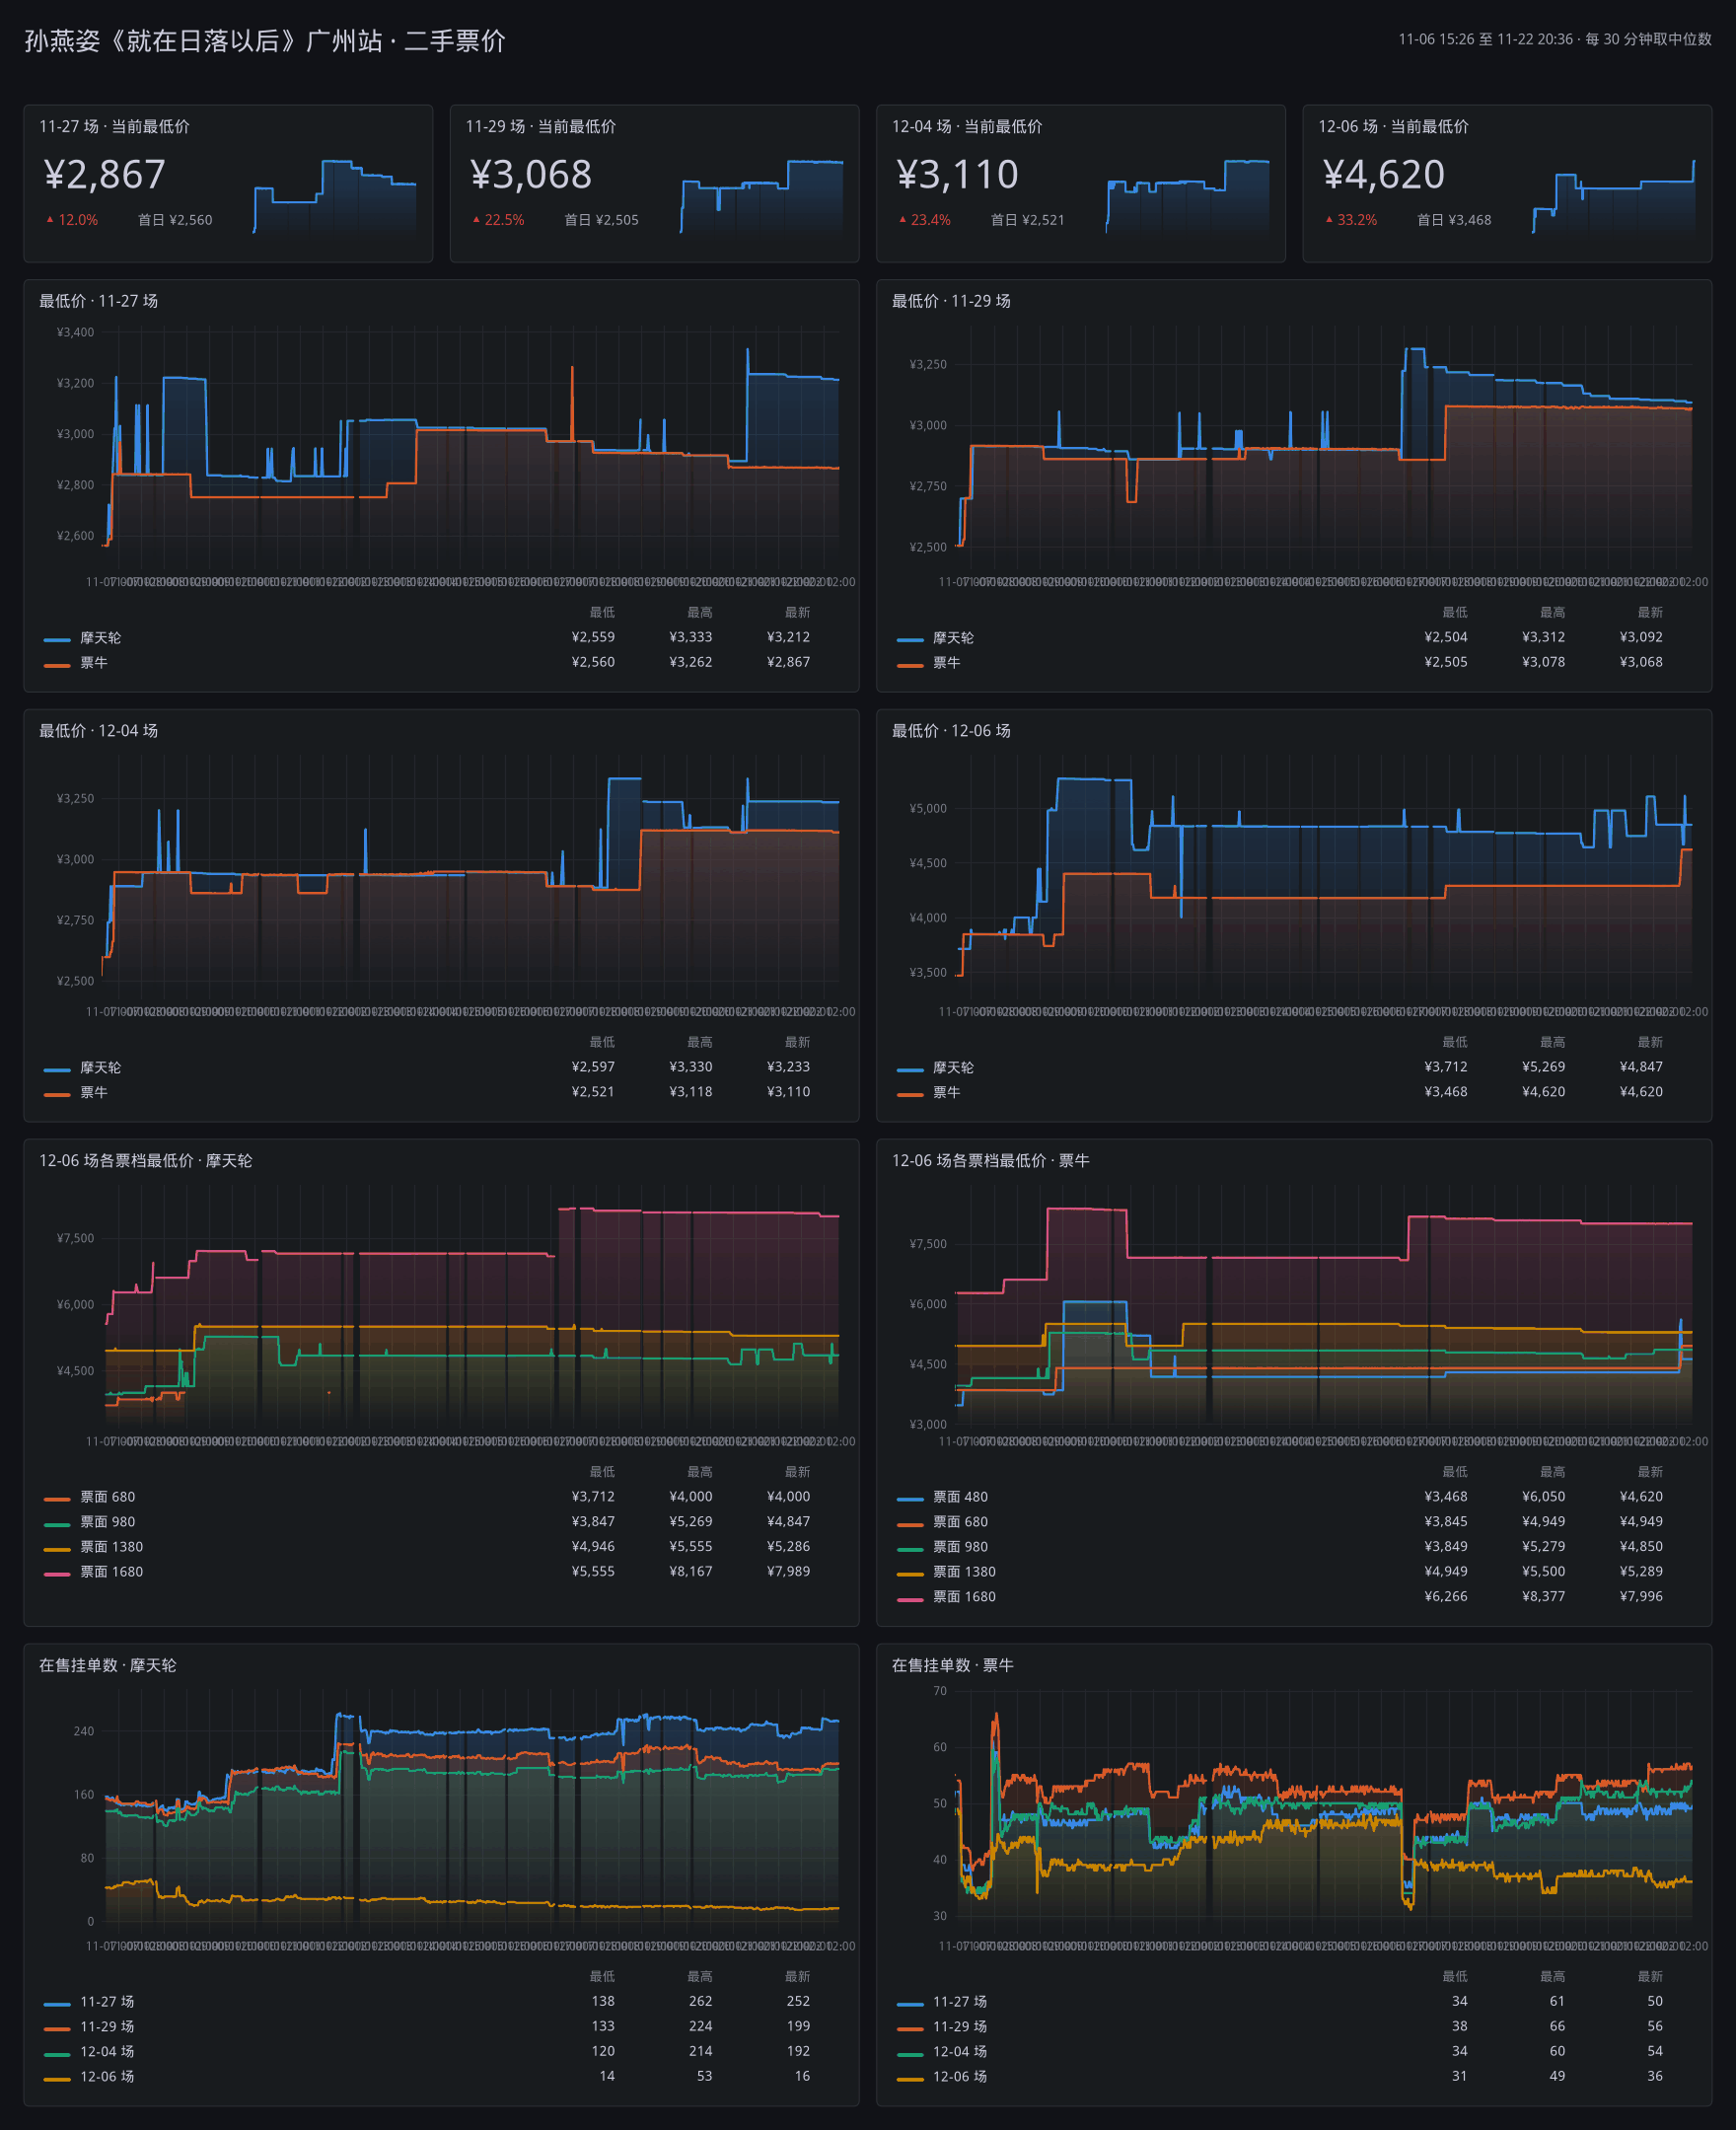 孙燕姿《就在日落以后》广州站 · 二手票价
11-06 15:26 至 11-22 20:36 · 每 30 分钟取中位数
11-27 场 · 当前最低价
¥2,867
▲ 12.0% 首日 ¥2,560
11-29 场 · 当前最低价
¥3,068
▲ 22.5% 首日 ¥2,505
12-04 场 · 当前最低价
¥3,110
▲ 23.4% 首日 ¥2,521
12-06 场 · 当前最低价
¥4,620
▲ 33.2% 首日 ¥3,468
最低价 · 11-27 场
¥3,400
¥3,200
¥3,000
¥2,800
¥2,600
最低 最高 最新
摩天轮 ¥2,559 ¥3,333 ¥3,212
票牛 ¥2,560 ¥3,262 ¥2,867
最低价 · 11-29 场
¥3,250
¥3,000
¥2,750
¥2,500
最低 最高 最新
摩天轮 ¥2,504 ¥3,312 ¥3,092
票牛 ¥2,505 ¥3,078 ¥3,068
最低价 · 12-04 场
¥3,250
¥3,000
¥2,750
¥2,500
最低 最高 最新
摩天轮 ¥2,597 ¥3,330 ¥3,233
票牛 ¥2,521 ¥3,118 ¥3,110
最低价 · 12-06 场
¥5,000
¥4,500
¥4,000
¥3,500
最低 最高 最新
摩天轮 ¥3,712 ¥5,269 ¥4,847
票牛 ¥3,468 ¥4,620 ¥4,620
12-06 场各票档最低价 · 摩天轮
¥7,500
¥6,000
¥4,500
最低 最高 最新
票面 680 ¥3,712 ¥4,000 ¥4,000
票面 980 ¥3,847 ¥5,269 ¥4,847
票面 1380 ¥4,946 ¥5,555 ¥5,286
票面 1680 ¥5,555 ¥8,167 ¥7,989
12-06 场各票档最低价 · 票牛
¥7,500
¥6,000
¥4,500
¥3,000
最低 最高 最新
票面 480 ¥3,468 ¥6,050 ¥4,620
票面 680 ¥3,845 ¥4,949 ¥4,949
票面 980 ¥3,849 ¥5,279 ¥4,850
票面 1380 ¥4,949 ¥5,500 ¥5,289
票面 1680 ¥6,266 ¥8,377 ¥7,996
在售挂单数 · 摩天轮
240
160
80
0
最低 最高 最新
11-27 场 138 262 252
11-29 场 133 224 199
12-04 场 120 214 192
12-06 场 14 53 16
在售挂单数 · 票牛
70
60
50
40
30
最低 最高 最新
11-27 场 34 61 50
11-29 场 38 66 56
12-04 场 34 60 54
12-06 场 31 49 36